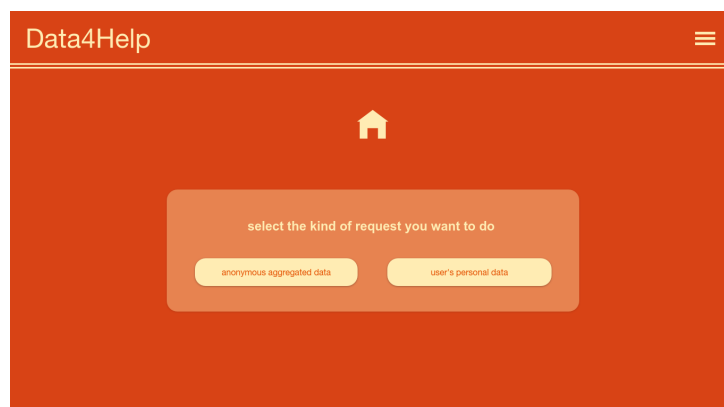 Data4Help
select the kind of request you want to do
anonymous aggregated data
user's personal data